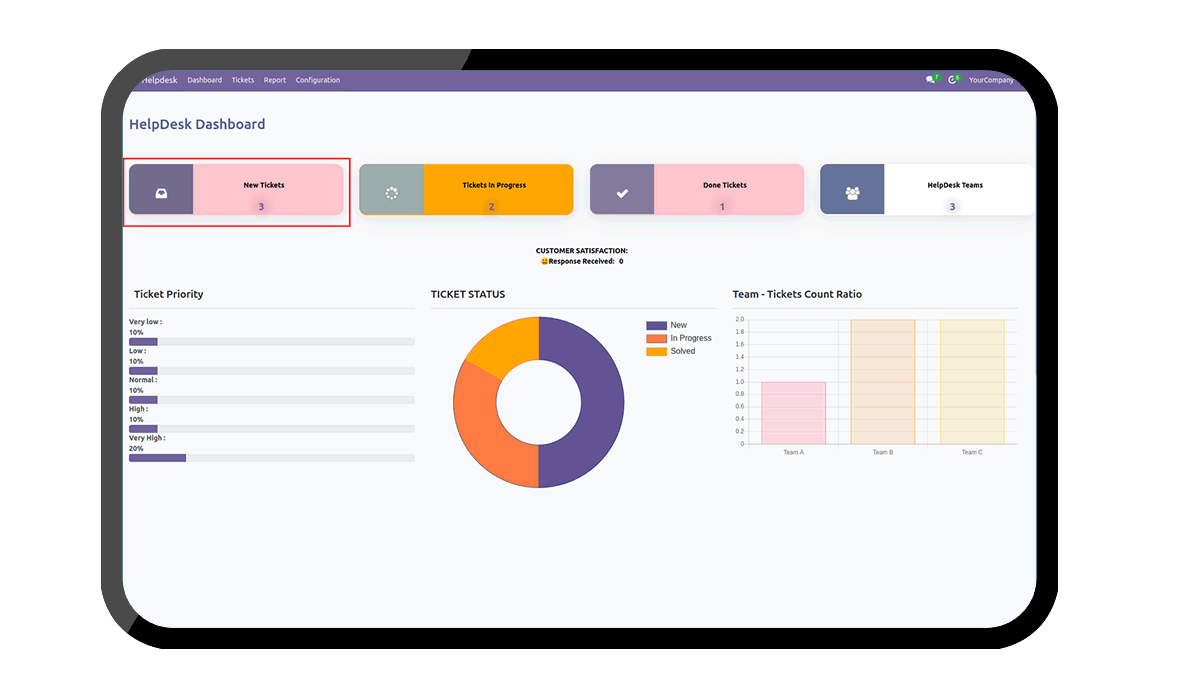 Helpdesk Dashboard Tickets Report Configuration 7 6 YourCompany
HelpDesk Dashboard
New Tickets
3
Tickets In Progress
2
Done Tickets
1
HelpDesk Teams
3
CUSTOMER SATISFACTION:
😃Response Received: 0
Ticket Priority
Very low :
10%
Low :
10%
Normal :
10%
High :
10%
Very High :
20%
TICKET STATUS
New
In Progress
Solved
Team - Tickets Count Ratio
2.0
1.8
1.6
1.4
1.2
1.0
0.8
0.6
0.4
0.2
0
Team A Team B Team C